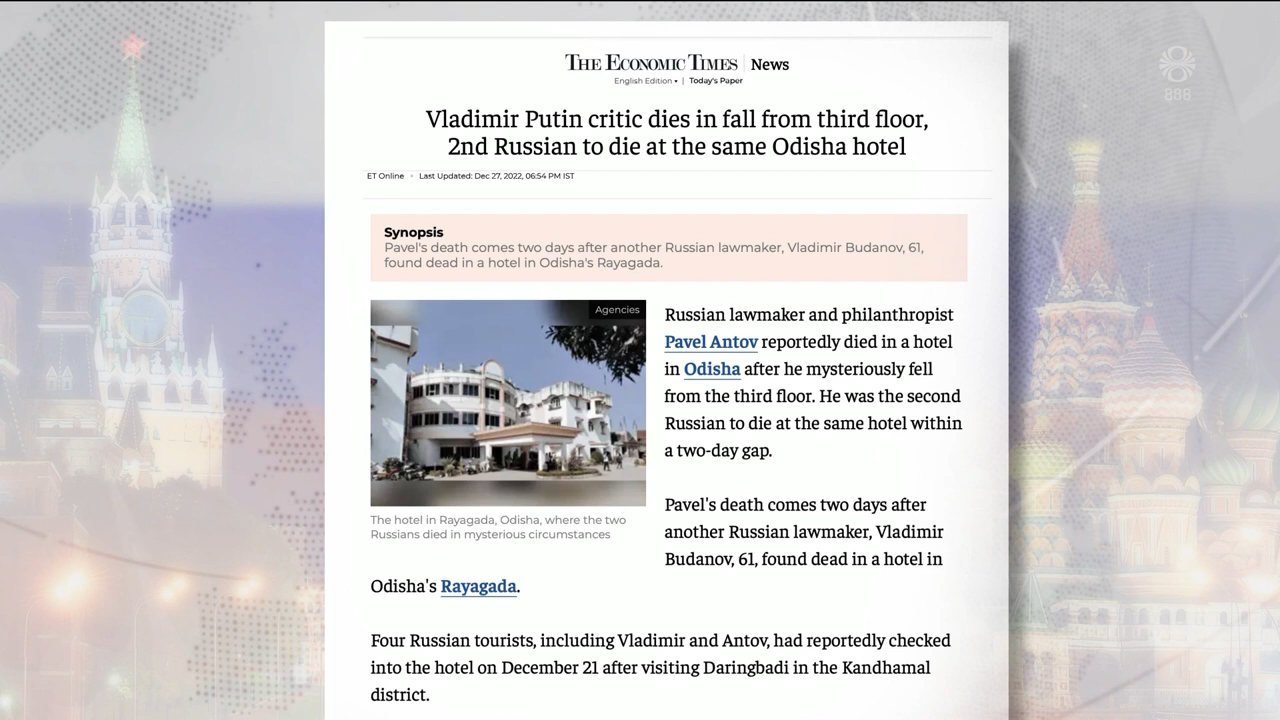 THE ECONOMIC TIMES | News
English Edition ▾ | Today's Paper
888
Vladimir Putin critic dies in fall from third floor,
2nd Russian to die at the same Odisha hotel
ET Online • Last Updated: Dec 27, 2022, 06:54 PM IST
Synopsis
Pavel's death comes two days after another Russian lawmaker, Vladimir Budanov, 61,
found dead in a hotel in Odisha's Rayagada.
Agencies
The hotel in Rayagada, Odisha, where the two
Russians died in mysterious circumstances
Russian lawmaker and philanthropist
Pavel Antov reportedly died in a hotel
in Odisha after he mysteriously fell
from the third floor. He was the second
Russian to die at the same hotel within
a two-day gap.
Pavel's death comes two days after
another Russian lawmaker, Vladimir
Budanov, 61, found dead in a hotel in
Odisha's Rayagada.
Four Russian tourists, including Vladimir and Antov, had reportedly checked
into the hotel on December 21 after visiting Daringbadi in the Kandhamal
district.